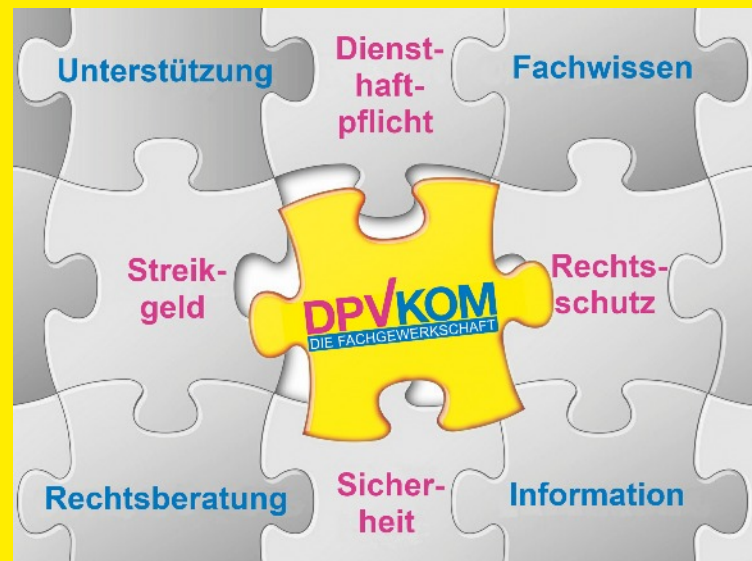 Unterstützung
Dienst-
haft-
pflicht
Fachwissen
Streik-
geld
DPVKOM
DIE FACHGEWERKSCHAFT
Rechts-
schutz
Rechtsberatung
Sicher-
heit
Information